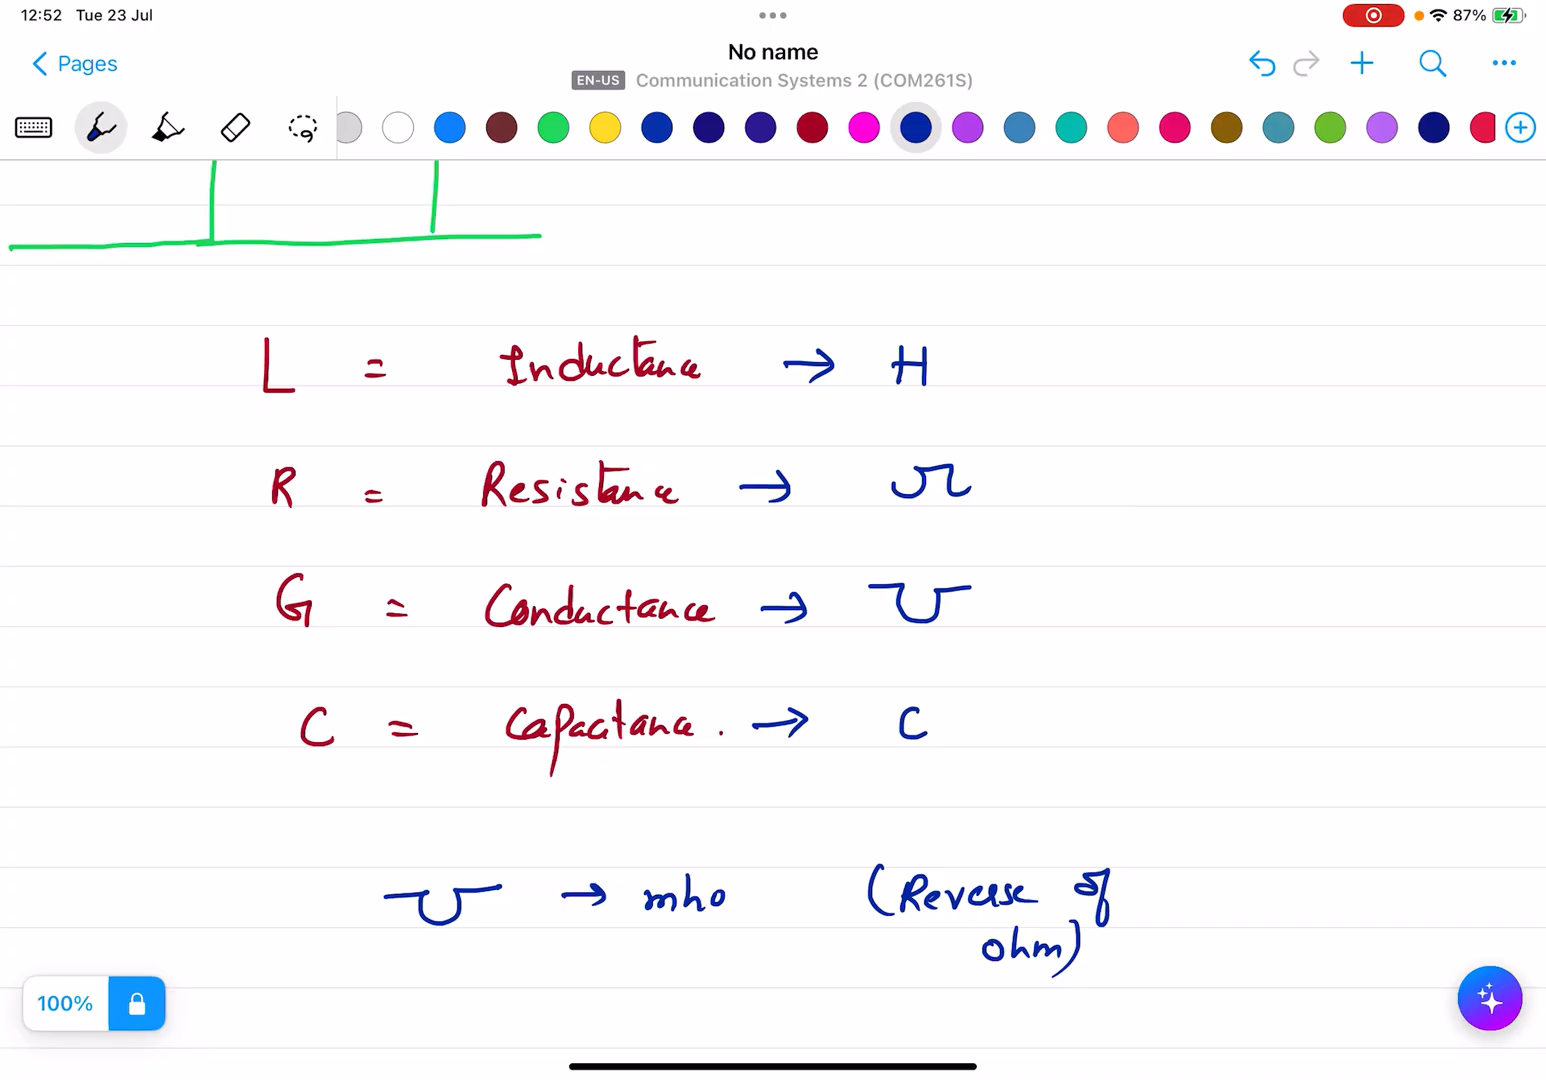 12:52 Tue 23 Jul
87%
Pages
No name
EN-US Communication Systems 2 (COM261S)
L = Inductance → H
R = Resistance → Ω
G = Conductance → ℧
C = Capacitance. → C
℧ → mho (Reverse of
ohm)
100%